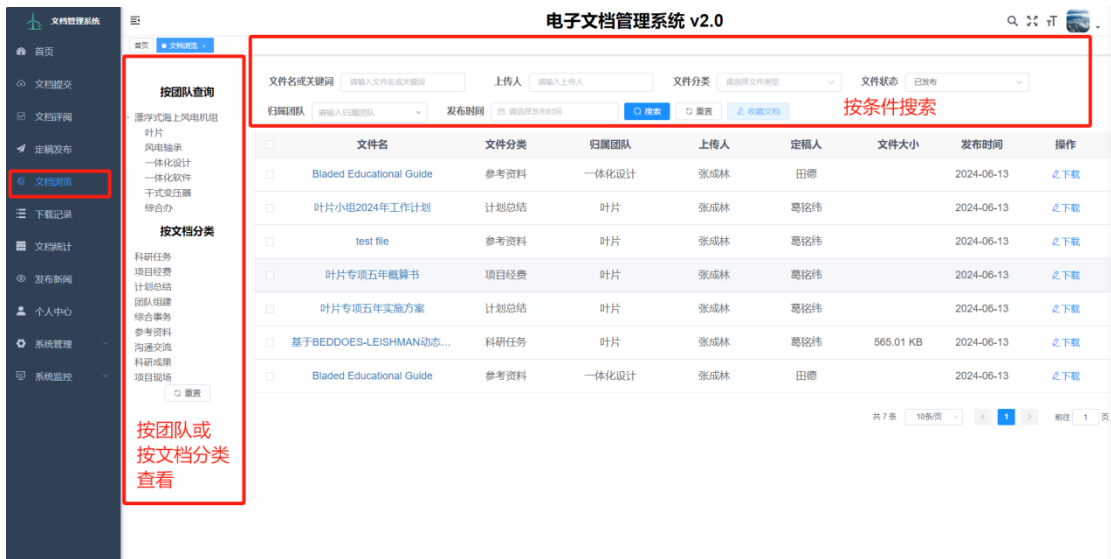 文档管理系统
电子文档管理系统 v2.0
首页
文档浏览
首页
文档提交
文档评阅
定稿发布
文档浏览
下载记录
文档统计
发布新闻
个人中心
系统管理
系统监控
按团队查询
漂浮式海上风电机组
叶片
风电轴承
一体化设计
一体化软件
干式变压器
综合办
按文档分类
科研任务
项目经费
计划总结
团队组建
综合事务
参考资料
沟通交流
科研成果
项目现场
重置
按团队或
按文档分类
查看
文件名或关键词 请输入文件名或关键词 上传人 请输入上传人 文件分类 请选择文件类型 文件状态 已发布
归属团队 请输入归属团队 发布时间 请选择发布时间 搜索 重置 收藏文档
按条件搜索
文件名 文件分类 归属团队 上传人 定稿人 文件大小 发布时间 操作
Bladed Educational Guide 参考资料 一体化设计 张成林 田德 2024-06-13 下载
叶片小组2024年工作计划 计划总结 叶片 张成林 葛铭纬 2024-06-13 下载
test file 参考资料 叶片 张成林 葛铭纬 2024-06-13 下载
叶片专项五年概算书 项目经费 叶片 张成林 葛铭纬 2024-06-13 下载
叶片专项五年实施方案 计划总结 叶片 张成林 葛铭纬 2024-06-13 下载
基于BEDDOES-LEISHMAN动态... 科研任务 叶片 张成林 葛铭纬 565.01 KB 2024-06-13 下载
Bladed Educational Guide 参考资料 一体化设计 张成林 田德 2024-06-13 下载
共 7 条 10条/页 1 前往 1 页